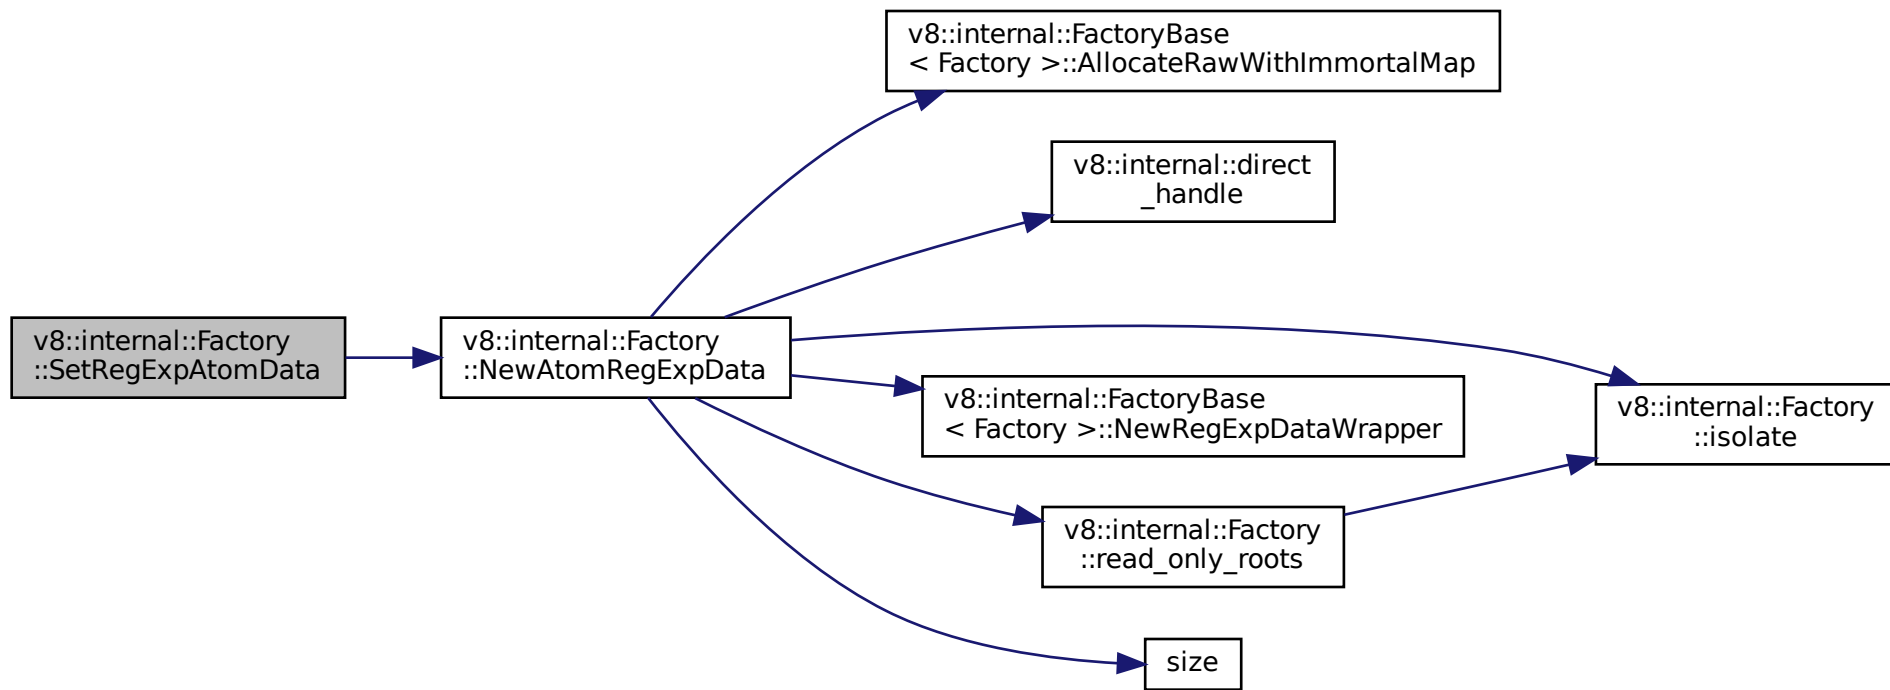 v8::internal::FactoryBase
< Factory >::AllocateRawWithImmortalMap
v8::internal::direct
_handle
v8::internal::Factory
::SetRegExpAtomData
v8::internal::Factory
::NewAtomRegExpData
v8::internal::FactoryBase
< Factory >::NewRegExpDataWrapper
v8::internal::Factory
::isolate
v8::internal::Factory
::read_only_roots
size